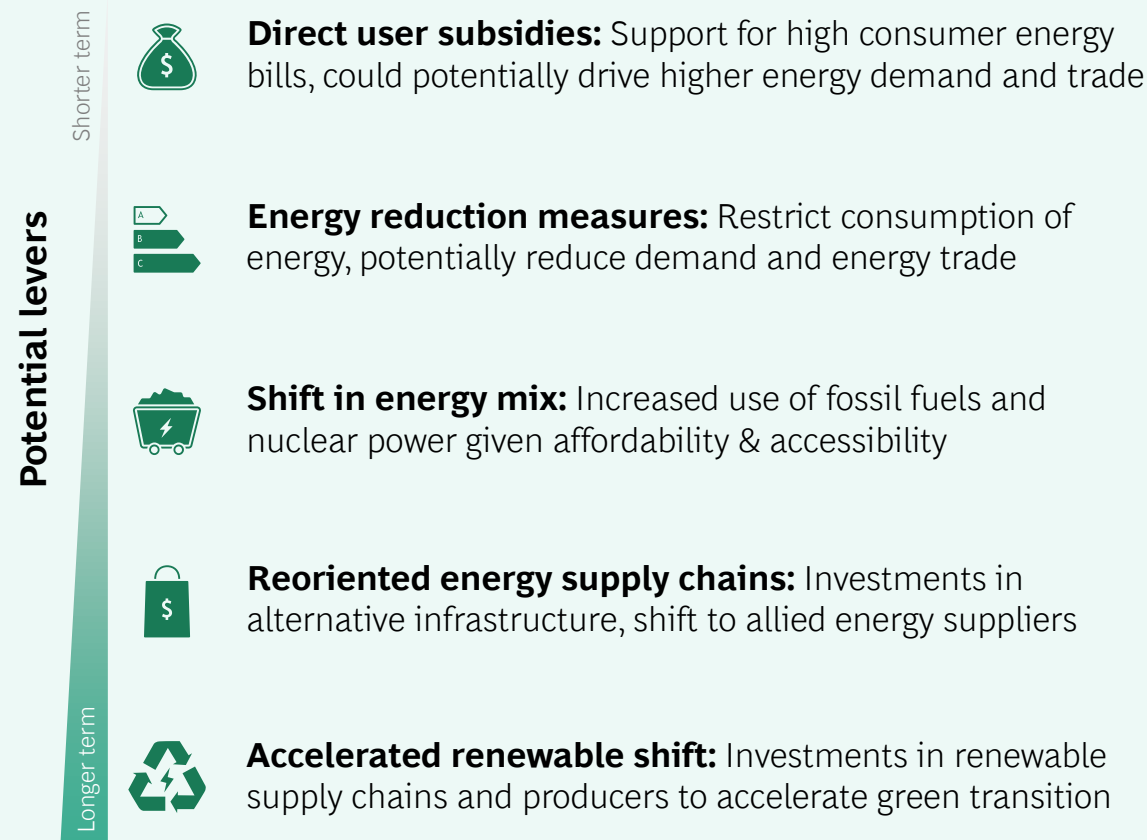 Potential levers
Shorter term
Longer term
$
Direct user subsidies: Support for high consumer energy
bills, could potentially drive higher energy demand and trade
A
B
C
Energy reduction measures: Restrict consumption of
energy, potentially reduce demand and energy trade
Shift in energy mix: Increased use of fossil fuels and
nuclear power given affordability & accessibility
$
Reoriented energy supply chains: Investments in
alternative infrastructure, shift to allied energy suppliers
Accelerated renewable shift: Investments in renewable
supply chains and producers to accelerate green transition